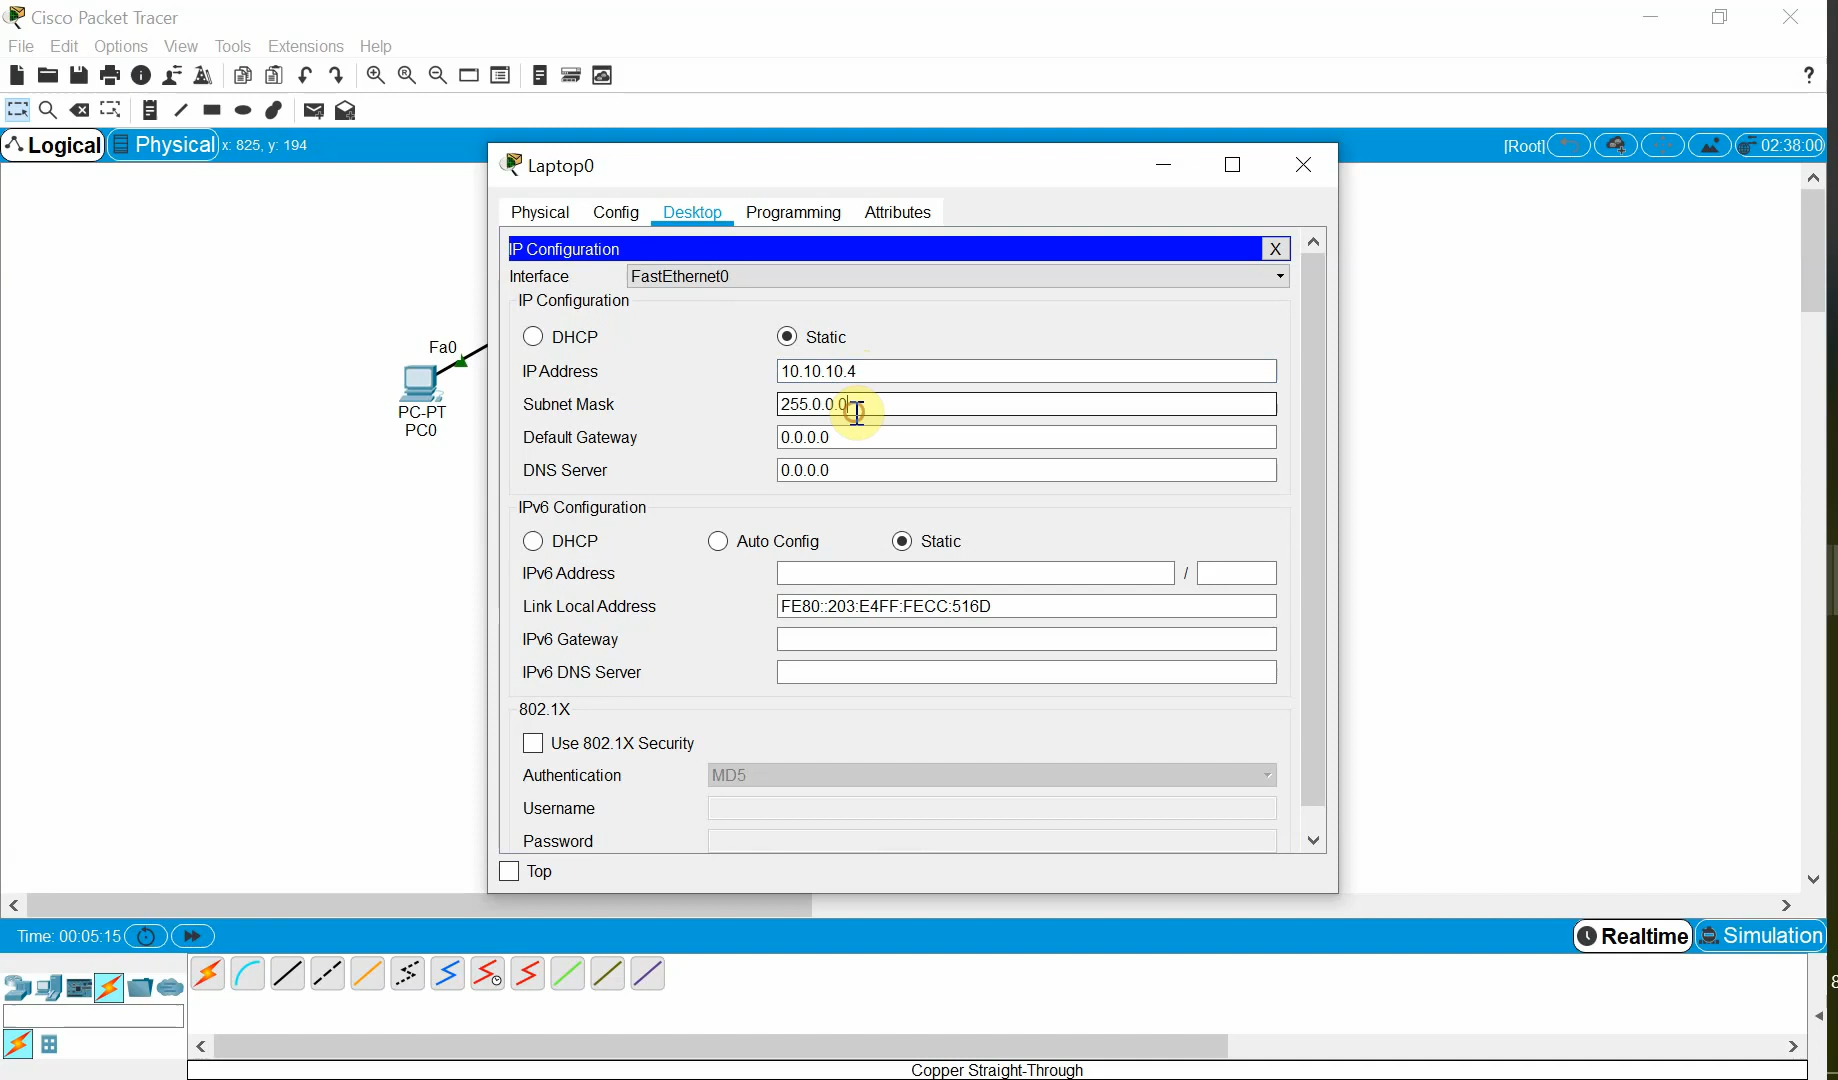 Cisco Packet Tracer
File Edit Options View Tools Extensions Help
?
Logical Physical x: 825, y: 194 [Root] 02:38:00
Laptop0
Physical Config Desktop Programming Attributes
IP Configuration X
Interface FastEthernet0
IP Configuration
DHCP Static
IP Address 10.10.10.4
Subnet Mask 255.0.0.0
Default Gateway 0.0.0.0
DNS Server 0.0.0.0
IPv6 Configuration
DHCP Auto Config Static
IPv6 Address /
Link Local Address FE80::203:E4FF:FECC:516D
IPv6 Gateway
IPv6 DNS Server
802.1X
Use 802.1X Security
Authentication MD5
Username
Password
Top
Fa0
PC-PT
PC0
Time: 00:05:15 Realtime Simulation
Copper Straight-Through